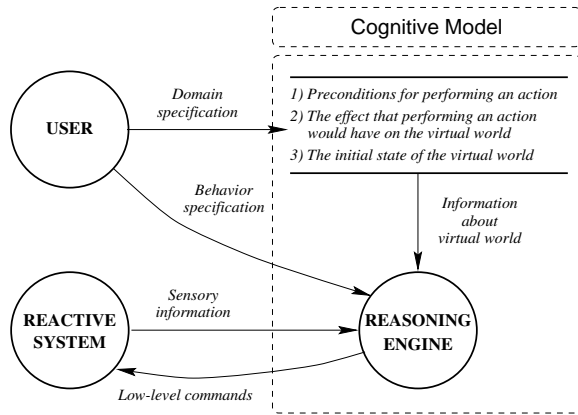 Cognitive Model
1) Preconditions for performing an action
2) The effect that performing an action
would have on the virtual world
3) The initial state of the virtual world
Domain
specification
USER
Behavior
specification
Information
about
virtual world
Sensory
information
REACTIVE
SYSTEM
REASONING
ENGINE
Low-level commands